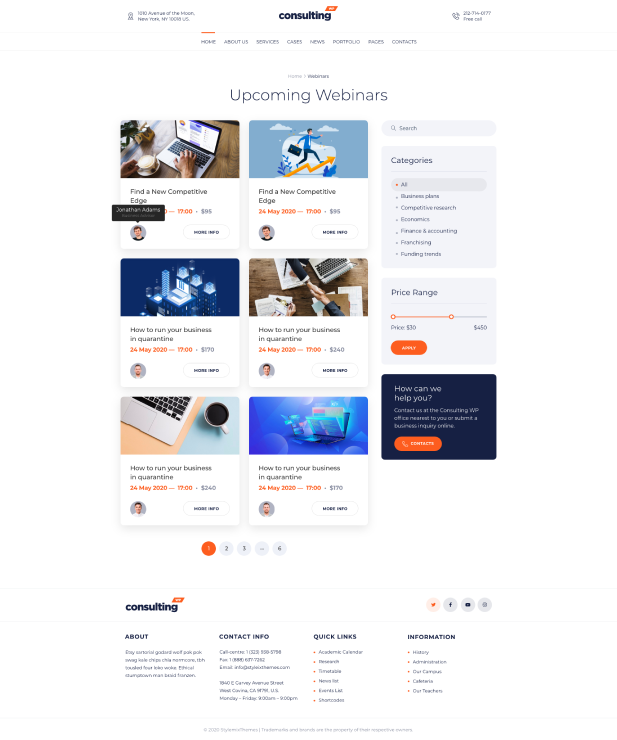 1010 Avenue of the Moon,
New York, NY 10018 US.
consulting WP
212-714-0177
Free call
HOME ABOUT US SERVICES CASES NEWS PORTFOLIO PAGES CONTACTS
Home Webinars
Upcoming Webinars
Find a New Competitive
Edge
Jonathan Adams
17:00 • $95
MORE INFO
Find a New Competitive
Edge
24 May 2020 — 17:00 • $95
MORE INFO
How to run your business
in quarantine
24 May 2020 — 17:00 • $170
MORE INFO
How to run your business
in quarantine
24 May 2020 — 17:00 • $240
MORE INFO
How to run your business
in quarantine
24 May 2020 — 17:00 • $240
MORE INFO
How to run your business
in quarantine
24 May 2020 — 17:00 • $170
MORE INFO
1 2 3 ... 6
Search
Categories
All
Business plans
Competitive research
Economics
Finance & accounting
Franchising
Funding trends
Price Range
Price: $30 $450
APPLY
How can we
help you?
Contact us at the Consulting WP
office nearest to you or submit a
business inquiry online.
CONTACTS
consulting WP
ABOUT
Etsy sartorial godard wolf pok pok
swag kale chips chia normcore, tbh
tousled four loko woke. Ethical
stumptown man braid franzen.
CONTACT INFO
Call-centre: 1 (323) 938-5798
Fax: 1 (888) 637-7262
Email: info@stylexthemes.com
1840 E Garvey Avenue Street
West Covina, CA 91791, U.S.
Monday – Friday: 9:00am – 9:00pm
QUICK LINKS
Academic Calendar
Research
Timetable
News list
Events List
Shortcodes
INFORMATION
History
Administration
Our Campus
Cafeteria
Our Teachers
© 2020 StylemixThemes | Trademarks and brands are the property of their respective owners.